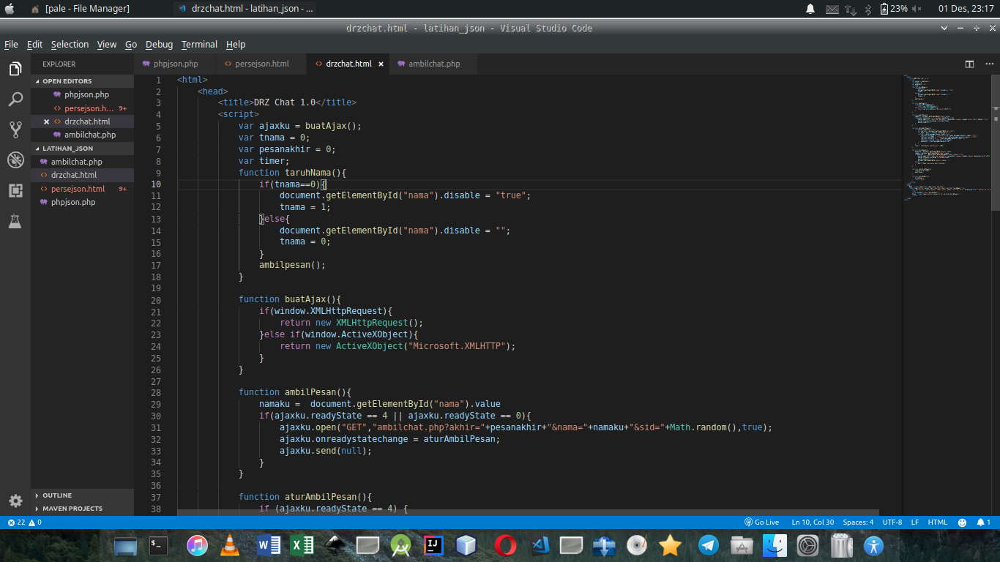 [pale - File Manager]
drzchat.html - latihan_json - ...
23%
01 Des, 23:17
drzchat.html - latihan_json - Visual Studio Code
File Edit Selection View Go Debug Terminal Help
EXPLORER
OPEN EDITORS
phpjson.php
persejson.h... 9+
drzchat.html
ambilchat.php
LATIHAN_JSON
ambilchat.php
drzchat.html
persejson.html 9+
phpjson.php
OUTLINE
MAVEN PROJECTS
phpjson.php
persejson.html
drzchat.html
ambilchat.php
1 <html>
2 <head>
3 <title>DRZ Chat 1.0</title>
4 <script>
5 var ajaxku = buatAjax();
6 var tnama = 0;
7 var pesanakhir = 0;
8 var timer;
9 function taruhNama(){
10 if(tnama==0){
11 document.getElementById("nama").disable = "true";
12 tnama = 1;
13 }else{
14 document.getElementById("nama").disable = "";
15 tnama = 0;
16 }
17 ambilpesan();
18 }
19
20 function buatAjax(){
21 if(window.XMLHttpRequest){
22 return new XMLHttpRequest();
23 }else if(window.ActiveXObject){
24 return new ActiveXObject("Microsoft.XMLHTTP");
25 }
26 }
27
28 function ambilPesan(){
29 namaku =  document.getElementById("nama").value
30 if(ajaxku.readyState == 4 || ajaxku.readyState == 0){
31 ajaxku.open("GET","ambilchat.php?akhir="+pesanakhir+"&nama="+namaku+"&sid="+Math.random(),true);
32 ajaxku.onreadystatechange = aturAmbilPesan;
33 ajaxku.send(null);
34 }
35 }
36
37 function aturAmbilPesan(){
38 if (ajaxku.readyState == 4) {
22 0
Go Live
Ln 10, Col 30
Spaces: 4
UTF-8
LF
HTML
1